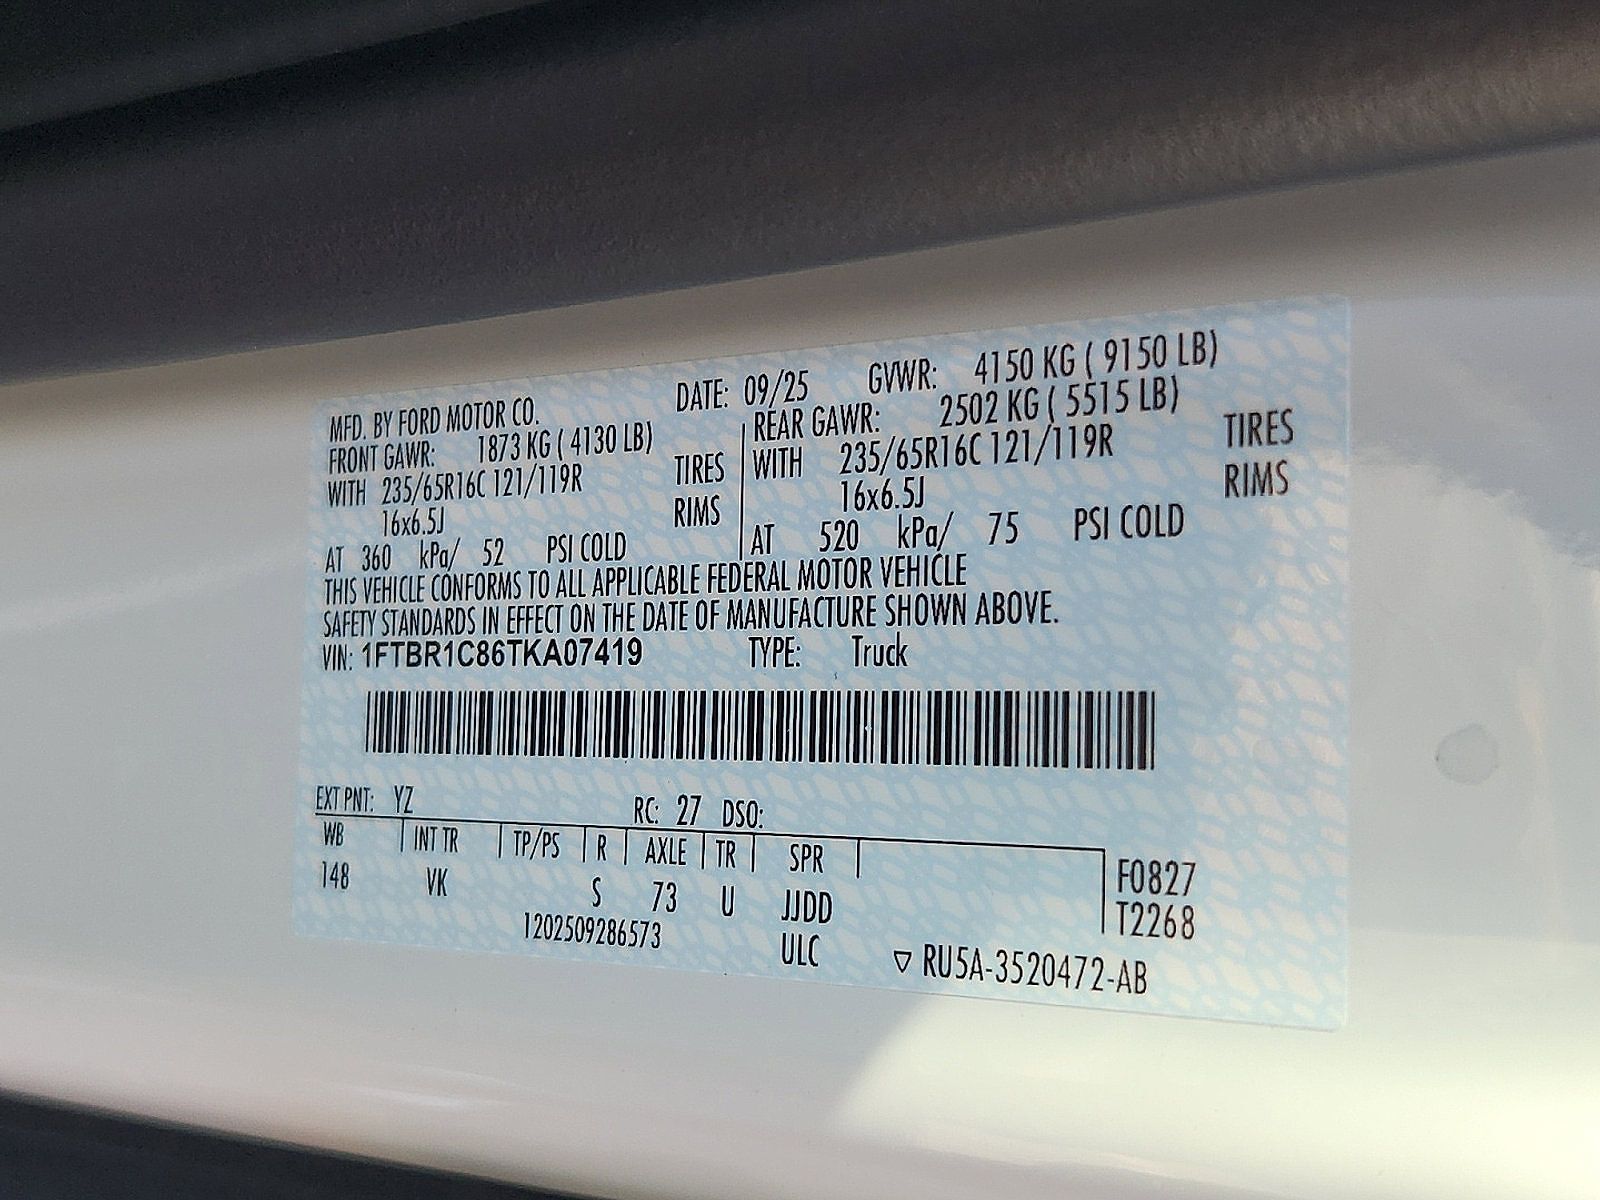 MFD. BY FORD MOTOR CO. DATE: 09/25 GVWR: 4150 KG ( 9150 LB)
FRONT GAWR: 1873 KG ( 4130 LB) REAR GAWR: 2502 KG ( 5515 LB)
WITH 235/65R16C 121/119R TIRES WITH 235/65R16C 121/119R TIRES
16x6.5J RIMS 16x6.5J RIMS
AT 360 kPa/ 52 PSI COLD AT 520 kPa/ 75 PSI COLD
THIS VEHICLE CONFORMS TO ALL APPLICABLE FEDERAL MOTOR VEHICLE
SAFETY STANDARDS IN EFFECT ON THE DATE OF MANUFACTURE SHOWN ABOVE.
VIN: 1FTBR1C86TKA07419 TYPE: Truck
EXT PNT: YZ RC: 27 DSO:
WB INT TR TP/PS R AXLE TR SPR
148 VK S 73 U JJDD F0827
T2268
1202509286573 ULC ▽ RU5A-3520472-AB